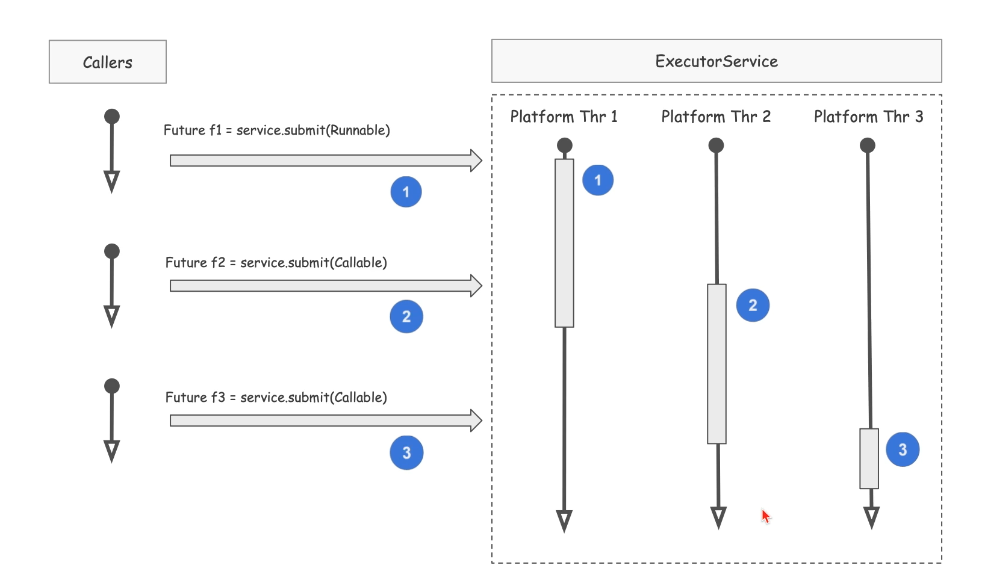 Callers
ExecutorService
Platform Thr 1
Platform Thr 2
Platform Thr 3
Future f1 = service.submit(Runnable)
1
1
Future f2 = service.submit(Callable)
2
2
Future f3 = service.submit(Callable)
3
3